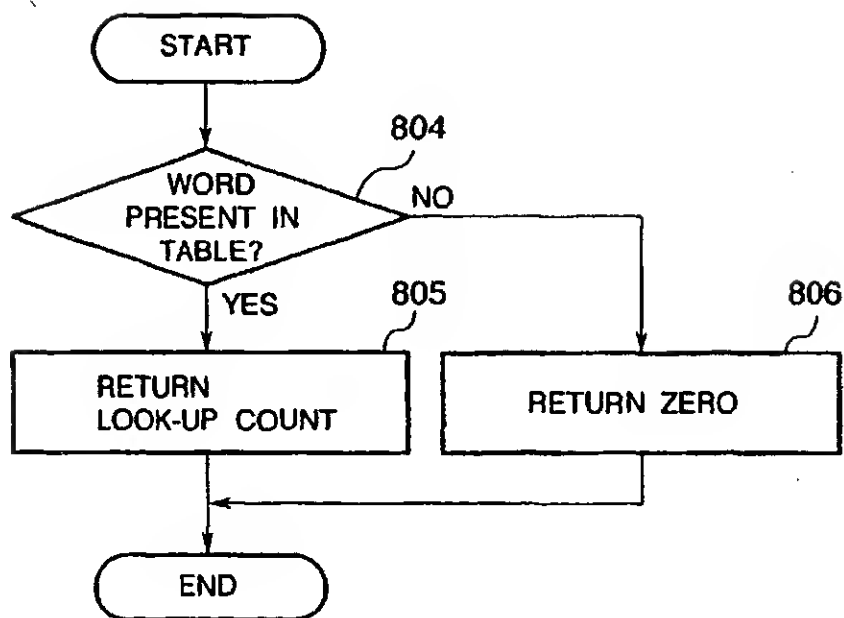 START
804
WORD
PRESENT IN
TABLE?
NO
YES
805
806
RETURN
LOOK-UP COUNT
RETURN ZERO
END